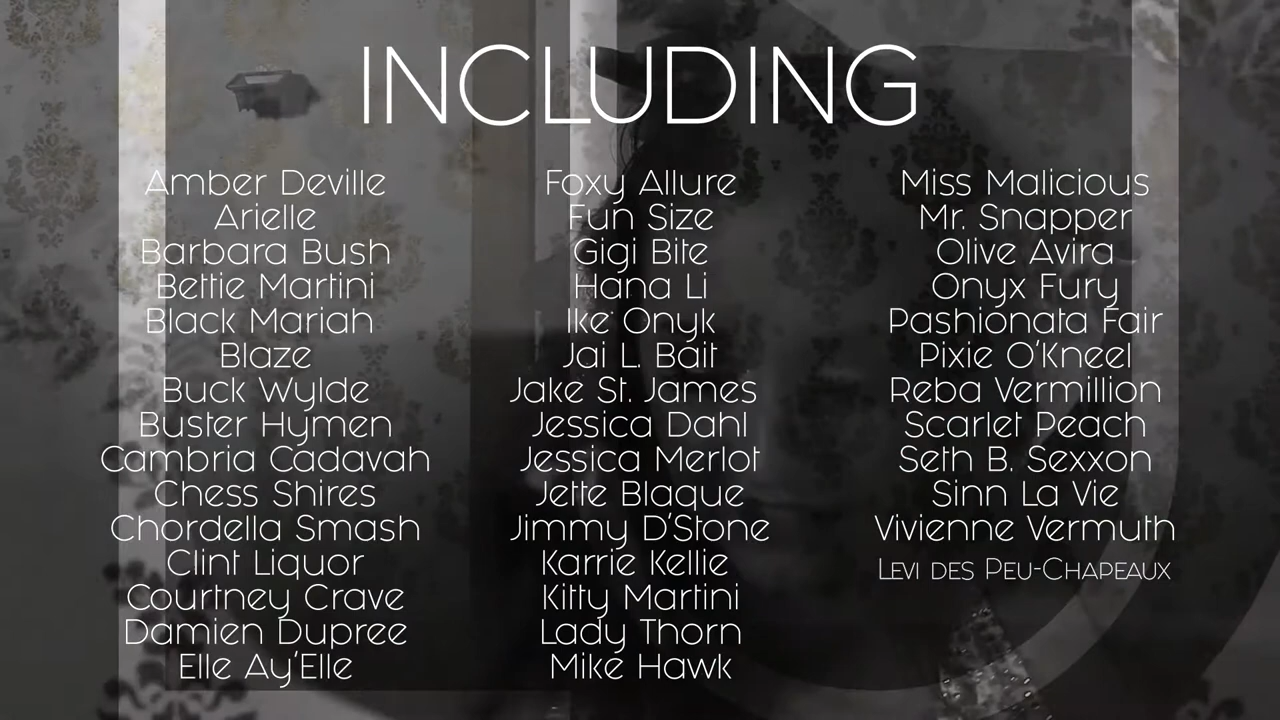 INCLUDING
Amber Deville
Arielle
Barbara Bush
Bettie Martini
Black Mariah
Blaze
Buck Wylde
Buster Hymen
Cambria Cadavah
Chess Shires
Chordella Smash
Clint Liquor
Courtney Crave
Damien Dupree
Elle Ay'Elle
Foxy Allure
Fun Size
Gigi Bite
Hana Li
Ike Onyk
Jai L. Bait
Jake St. James
Jessica Dahl
Jessica Merlot
Jette Blaque
Jimmy D'Stone
Karrie Kellie
Kitty Martini
Lady Thorn
Mike Hawk
Miss Malicious
Mr. Snapper
Olive Avira
Onyx Fury
Pashionata Fair
Pixie O'Kneel
Reba Vermillion
Scarlet Peach
Seth B. Sexxon
Sinn La Vie
Vivienne Vermuth
Levi des Peu-Chapeaux